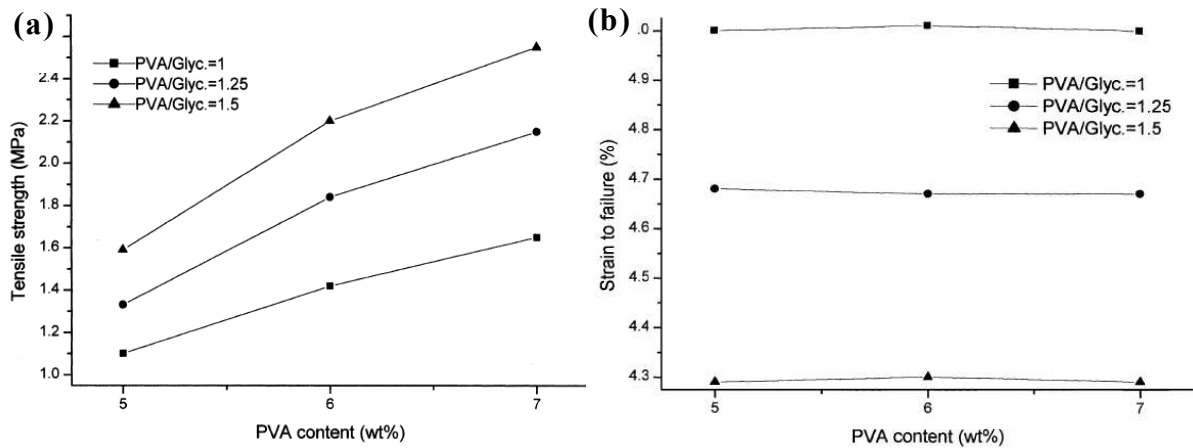 (a)
PVA/Glyc.=1
PVA/Glyc.=1.25
PVA/Glyc.=1.5
Tensile strength (MPa)
2.4
2.2
2.0
1.8
1.6
1.4
1.2
1.0
5 6 7
PVA content (wt%)
(b)
.0
4.9
4.8
4.7
4.6
4.5
4.4
4.3
PVA/Glyc.=1
PVA/Glyc.=1.25
PVA/Glyc.=1.5
Strain to failure (%)
5 6 7
PVA content (wt%)